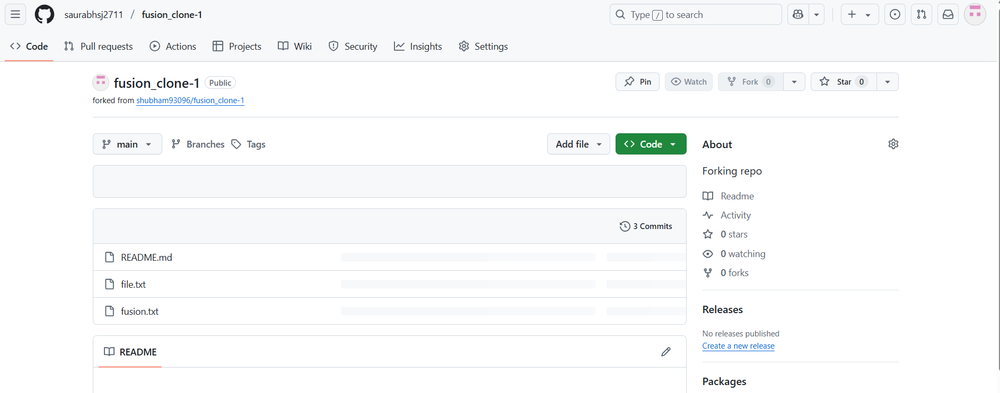 saurabhsj2711 / fusion_clone-1
Type / to search
Code Pull requests Actions Projects Wiki Security Insights Settings
fusion_clone-1 Public
Pin Watch Fork 0 Star 0
forked from shubham93096/fusion_clone-1
main Branches Tags Add file Code
3 Commits
README.md
file.txt
fusion.txt
README
About
Forking repo
Readme
Activity
0 stars
0 watching
0 forks
Releases
No releases published
Create a new release
Packages